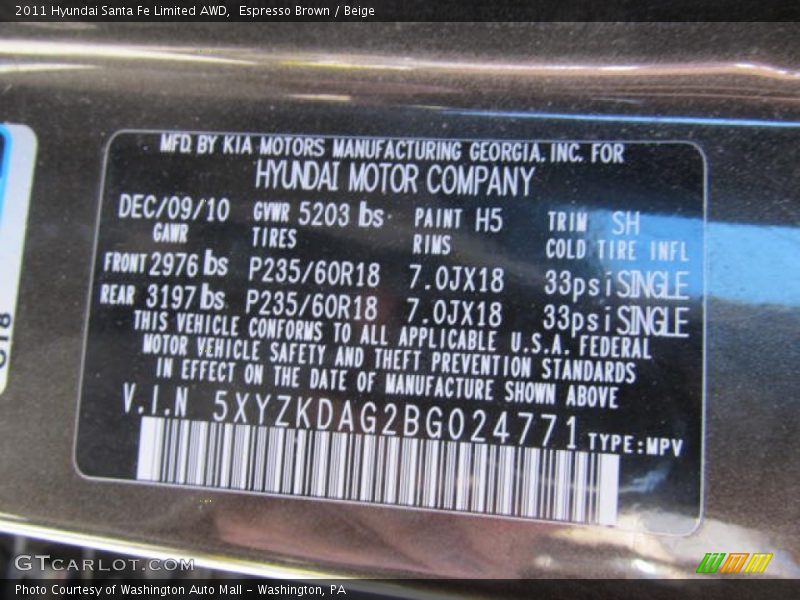 2011 Hyundai Santa Fe Limited AWD,  Espresso Brown / Beige
MFD. BY KIA MOTORS MANUFACTURING GEORGIA. INC. FOR
HYUNDAI MOTOR COMPANY
DEC/09/10 GVWR 5203 lbs PAINT H5 TRIM SH
GAWR TIRES RIMS COLD TIRE INFL
FRONT 2976 lbs P235/60R18 7.0JX18 33psi SINGLE
REAR 3197 lbs P235/60R18 7.0JX18 33psi SINGLE
THIS VEHICLE CONFORMS TO ALL APPLICABLE U.S.A. FEDERAL
MOTOR VEHICLE SAFETY AND THEFT PREVENTION STANDARDS
IN EFFECT ON THE DATE OF MANUFACTURE SHOWN ABOVE
V.I.N 5XYZKDAG2BG024771 TYPE:MPV
GTCARLOT.COM
Photo Courtesy of Washington Auto Mall - Washington, PA